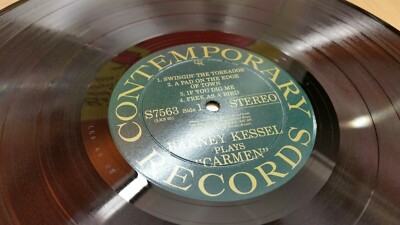 CONTEMPORARY
1. SWINGIN' THE TOREADOR
2. A PAD ON THE EDGE
OF TOWN
3. IF YOU DIG ME
4. FREE AS A BIRD
S7563 Side 1 STEREO
BARNEY KESSEL
PLAYS
"CARMEN"
RECORDS